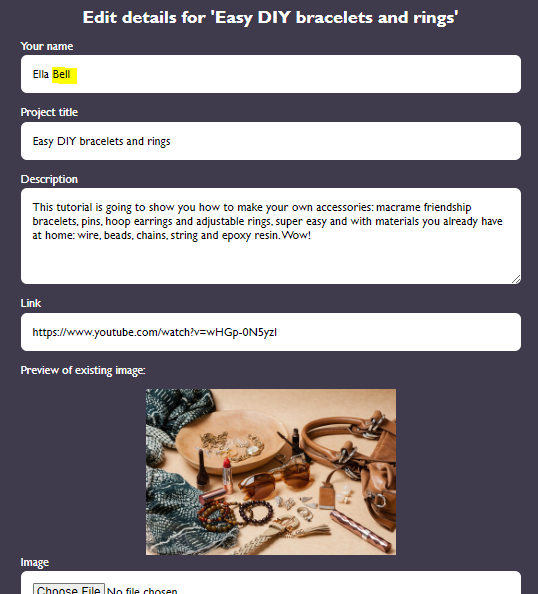 Edit details for 'Easy DIY bracelets and rings'
Your name
Ella Bell
Project title
Easy DIY bracelets and rings
Description
This tutorial is going to show you how to make your own accessories: macrame friendship
bracelets, pins, hoop earrings and adjustable rings, super easy and with materials you already have
at home: wire, beads, chains, string and epoxy resin. Wow!
Link
https://www.youtube.com/watch?v=wHGp-0N5yzI
Preview of existing image:
Image
Choose File No file chosen